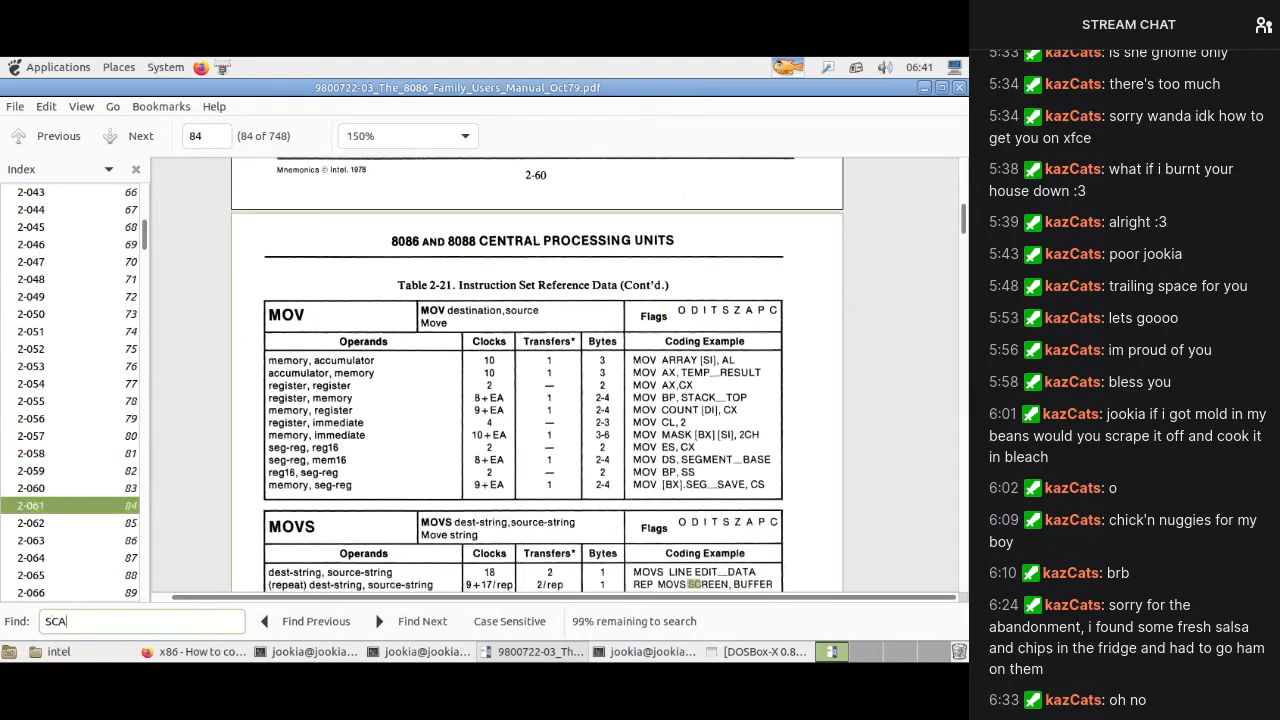 Applications Places System 06:41
9800722-03_The_8086_Family_Users_Manual_Oct79.pdf
File Edit View Go Bookmarks Help
Previous Next 84 (84 of 748) 150%
Index
2-043 66
2-044 67
2-045 68
2-046 69
2-047 70
2-048 71
2-049 72
2-050 73
2-051 74
2-052 75
2-053 76
2-054 77
2-055 78
2-056 79
2-057 80
2-058 81
2-059 82
2-060 83
2-061 84
2-062 85
2-063 86
2-064 87
2-065 88
2-066 89
Mnemonics © Intel, 1978
2-60
8086 AND 8088 CENTRAL PROCESSING UNITS
Table 2-21. Instruction Set Reference Data (Cont'd.)
MOV MOV destination,source Flags O D I T S Z A P C
Move
Operands Clocks Transfers* Bytes Coding Example
memory, accumulator 10 1 3 MOV ARRAY [SI], AL
accumulator, memory 10 1 3 MOV AX, TEMP__RESULT
register, register 2 — 2 MOV AX,CX
register, memory 8+EA 1 2-4 MOV BP, STACK__TOP
memory, register 9+EA 1 2-4 MOV COUNT [DI], CX
register, immediate 4 — 2-3 MOV CL, 2
memory, immediate 10+EA 1 3-6 MOV MASK [BX] [SI], 2CH
seg-reg, reg16 2 — 2 MOV ES, CX
seg-reg, mem16 8+EA 1 2-4 MOV DS, SEGMENT__BASE
reg16, seg-reg 2 — 2 MOV BP, SS
memory, seg-reg 9+EA 1 2-4 MOV [BX].SEG__SAVE, CS
MOVS MOVS dest-string,source-string Flags O D I T S Z A P C
Move string
Operands Clocks Transfers* Bytes Coding Example
dest-string, source-string 18 2 1 MOVS LINE EDIT__DATA
(repeat) dest-string, source-string 9+17/rep 2/rep 1 REP MOVS SCREEN, BUFFER
Find: SCA Find Previous Find Next Case Sensitive 99% remaining to search
intel x86 - How to co... jookia@jookia... jookia@jookia... 9800722-03_Th... jookia@jookia... [DOSBox-X 0.8...
STREAM CHAT
5:33 kazCats: is she gnome only
5:34 kazCats: there's too much
5:34 kazCats: sorry wanda idk how to
get you on xfce
5:38 kazCats: what if i burnt your
house down :3
5:39 kazCats: alright :3
5:43 kazCats: poor jookia
5:48 kazCats: trailing space for you
5:53 kazCats: lets goooo
5:56 kazCats: im proud of you
5:58 kazCats: bless you
6:01 kazCats: jookia if i got mold in my
beans would you scrape it off and cook it
in bleach
6:02 kazCats: o
6:09 kazCats: chick'n nuggies for my
boy
6:10 kazCats: brb
6:24 kazCats: sorry for the
abandonment, i found some fresh salsa
and chips in the fridge and had to go ham
on them
6:33 kazCats: oh no